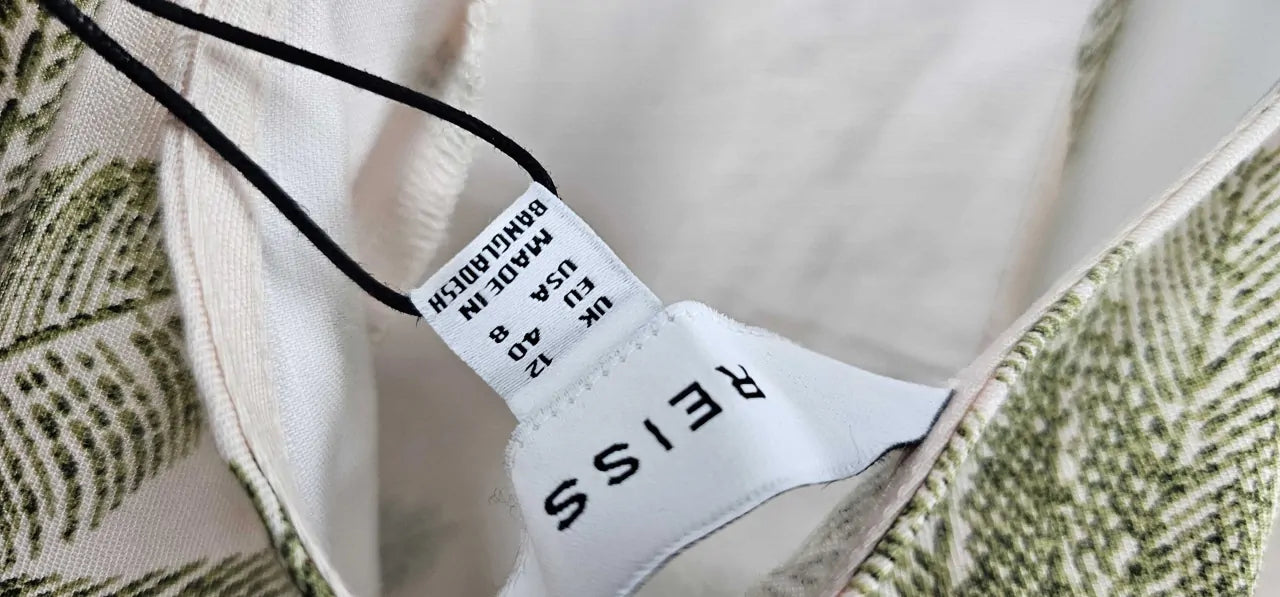 REISS
UK 12
EU 40
USA 8
MADE IN
BANGLADESH